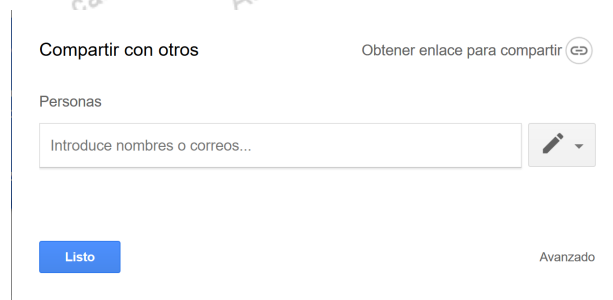 Compartir con otros
Obtener enlace para compartir
Personas
Introduce nombres o correos...
Listo
Avanzado